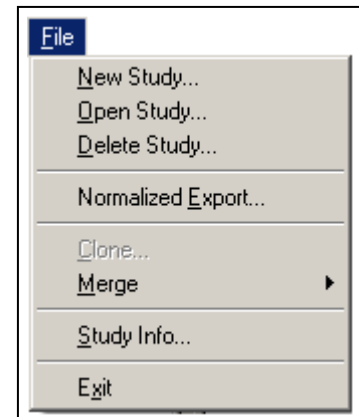 File
New Study...
Open Study...
Delete Study...
Normalized Export...
Clone...
Merge
Study Info...
Exit